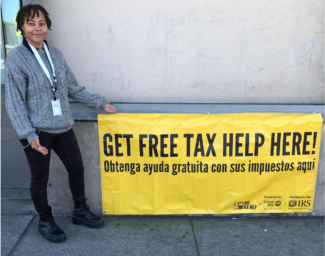 GET FREE TAX HELP HERE!
Obtenga ayuda gratuita con sus impuestos aquí
IRS